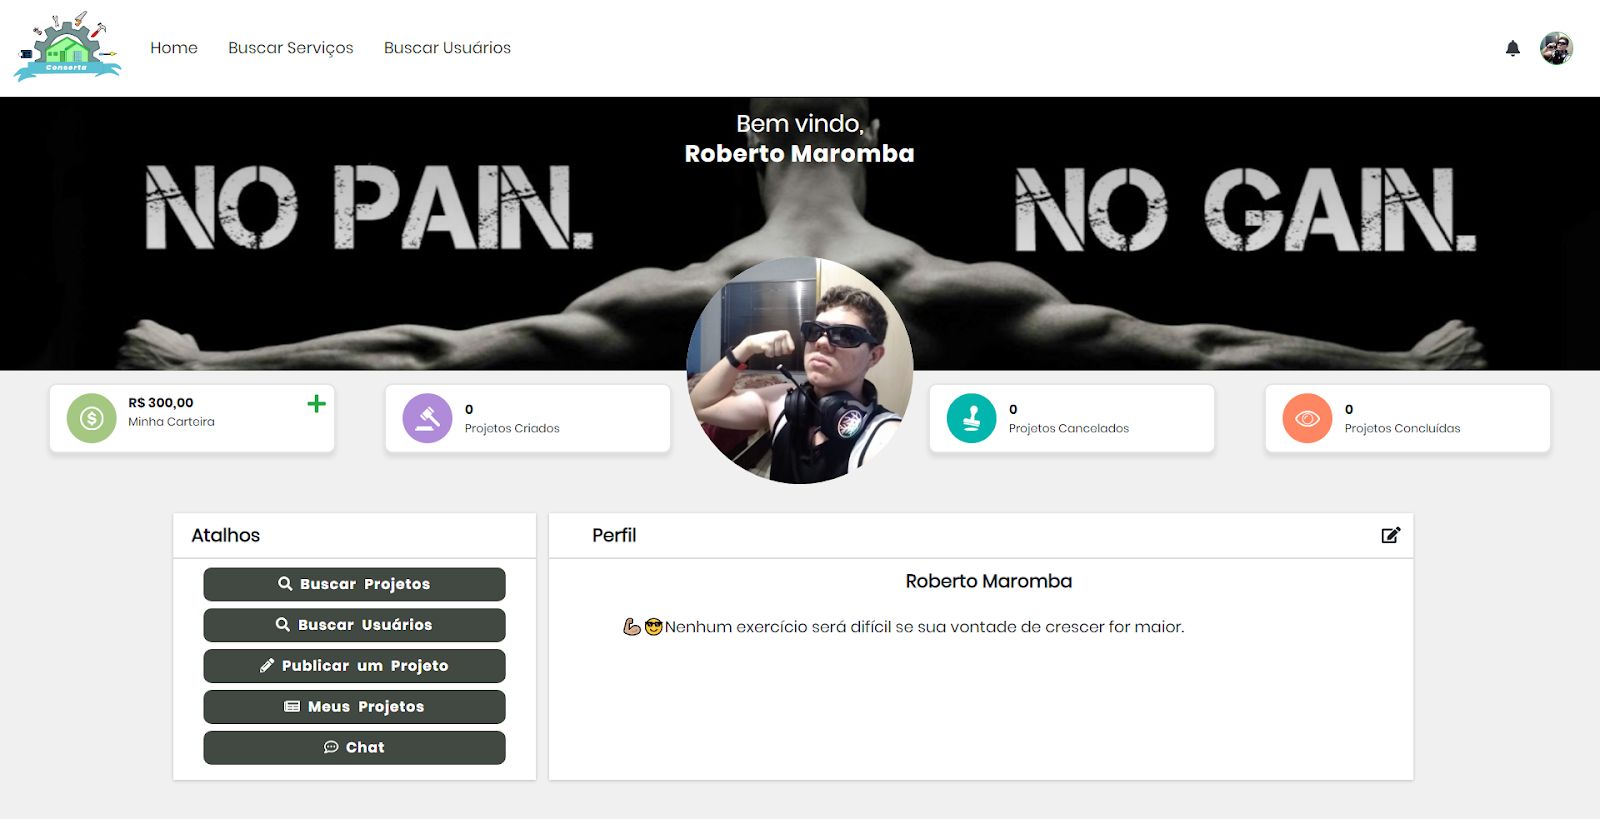 Conserta
Home
Buscar Serviços
Buscar Usuários
Bem vindo,
Roberto Maromba
NO PAIN.
NO GAIN.
R$ 300,00
Minha Carteira
0
Projetos Criados
0
Projetos Cancelados
0
Projetos Concluídas
Atalhos
Buscar Projetos
Buscar Usuários
Publicar um Projeto
Meus Projetos
Chat
Perfil
Roberto Maromba
💪😎Nenhum exercício será difícil se sua vontade de crescer for maior.